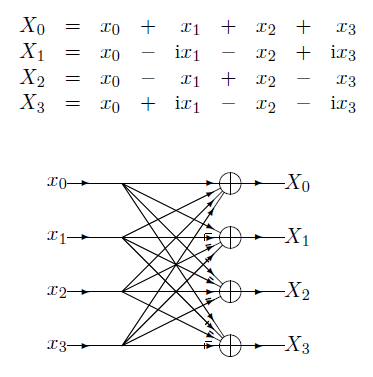 X₀ = x₀ + x₁ + x₂ + x₃
X₁ = x₀ − ix₁ − x₂ + ix₃
X₂ = x₀ − x₁ + x₂ − x₃
X₃ = x₀ + ix₁ − x₂ − ix₃
x₀ X₀
x₁ X₁
x₂ X₂
x₃ X₃